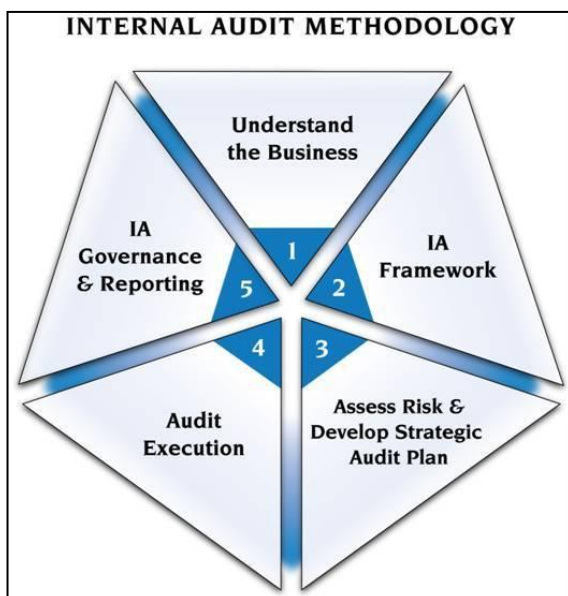 INTERNAL AUDIT METHODOLOGY
Understand
the Business
1
IA
Framework
2
Assess Risk &
Develop Strategic
Audit Plan
3
Audit
Execution
4
IA
Governance
& Reporting
5